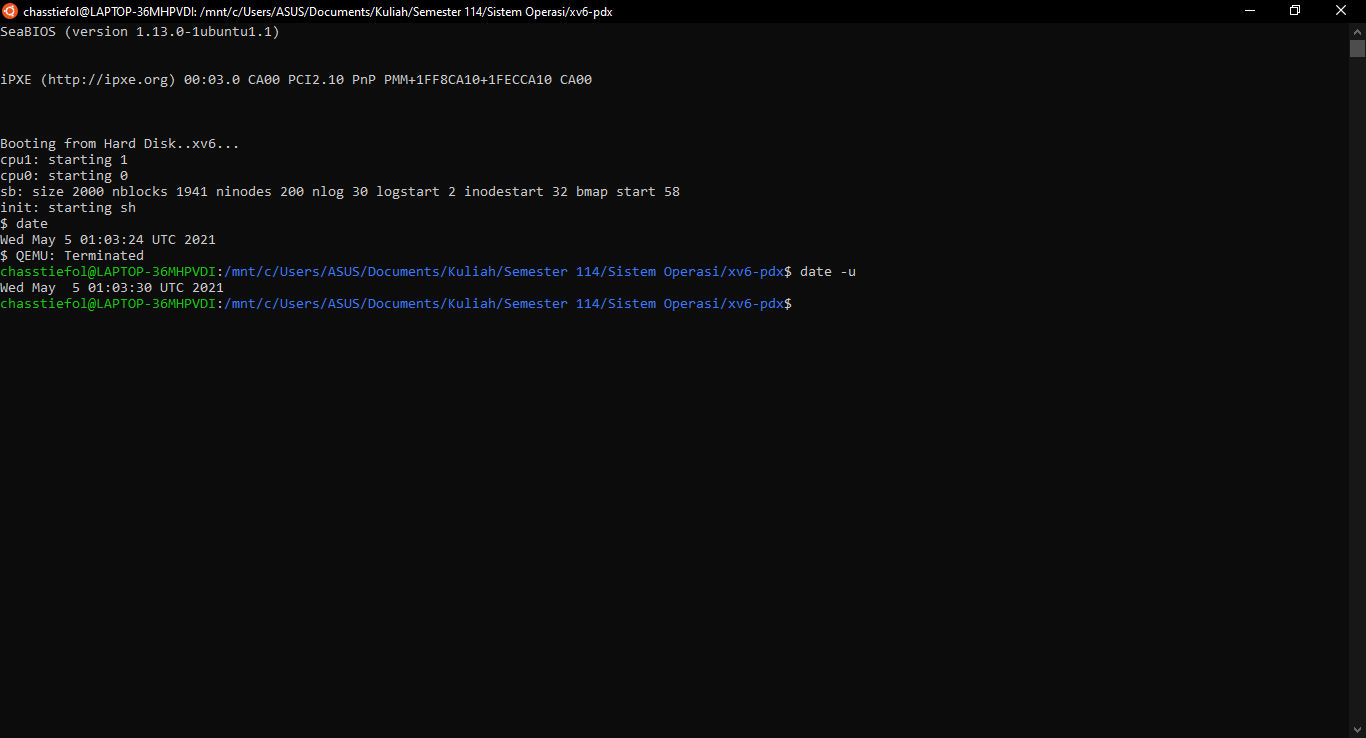 chasstiefol@LAPTOP-36MHPVDI: /mnt/c/Users/ASUS/Documents/Kuliah/Semester 114/Sistem Operasi/xv6-pdx
SeaBIOS (version 1.13.0-1ubuntu1.1)
iPXE (http://ipxe.org) 00:03.0 CA00 PCI2.10 PnP PMM+1FF8CA10+1FECCA10 CA00
Booting from Hard Disk..xv6...
cpu1: starting 1
cpu0: starting 0
sb: size 2000 nblocks 1941 ninodes 200 nlog 30 logstart 2 inodestart 32 bmap start 58
init: starting sh
$ date
Wed May 5 01:03:24 UTC 2021
$ QEMU: Terminated
chasstiefol@LAPTOP-36MHPVDI:/mnt/c/Users/ASUS/Documents/Kuliah/Semester 114/Sistem Operasi/xv6-pdx$ date -u
Wed May  5 01:03:30 UTC 2021
chasstiefol@LAPTOP-36MHPVDI:/mnt/c/Users/ASUS/Documents/Kuliah/Semester 114/Sistem Operasi/xv6-pdx$